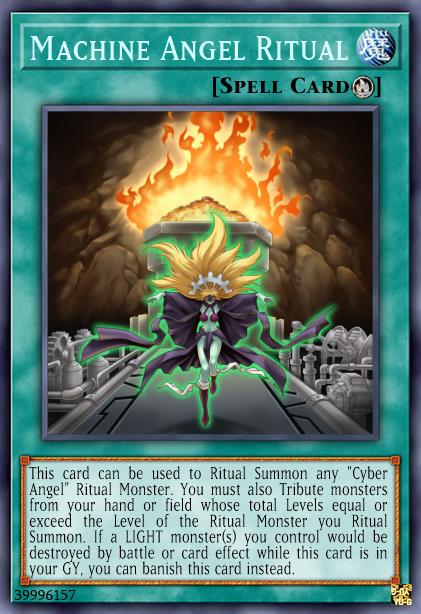 Machine Angel Ritual
[Spell Card]
This card can be used to Ritual Summon any "Cyber
Angel" Ritual Monster. You must also Tribute monsters
from your hand or field whose total Levels equal or
exceed the Level of the Ritual Monster you Ritual
Summon. If a LIGHT monster(s) you control would be
destroyed by battle or card effect while this card is in
your GY, you can banish this card instead.
39996157